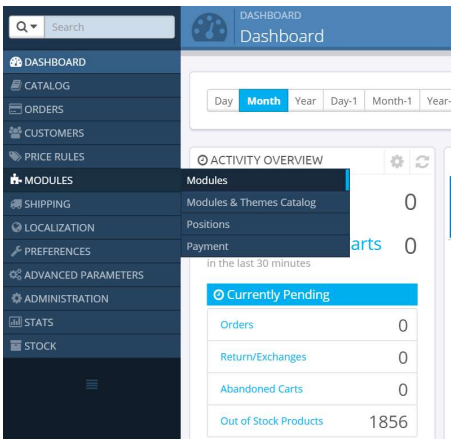 Search
DASHBOARD
Dashboard
DASHBOARD
CATALOG
ORDERS
CUSTOMERS
PRICE RULES
MODULES
SHIPPING
LOCALIZATION
PREFERENCES
ADVANCED PARAMETERS
ADMINISTRATION
STATS
STOCK
Day Month Year Day-1 Month-1 Year-
ACTIVITY OVERVIEW
Modules
Modules & Themes Catalog
Positions
Payment
0
arts 0
in the last 30 minutes
Currently Pending
Orders 0
Return/Exchanges 0
Abandoned Carts 0
Out of Stock Products 1856